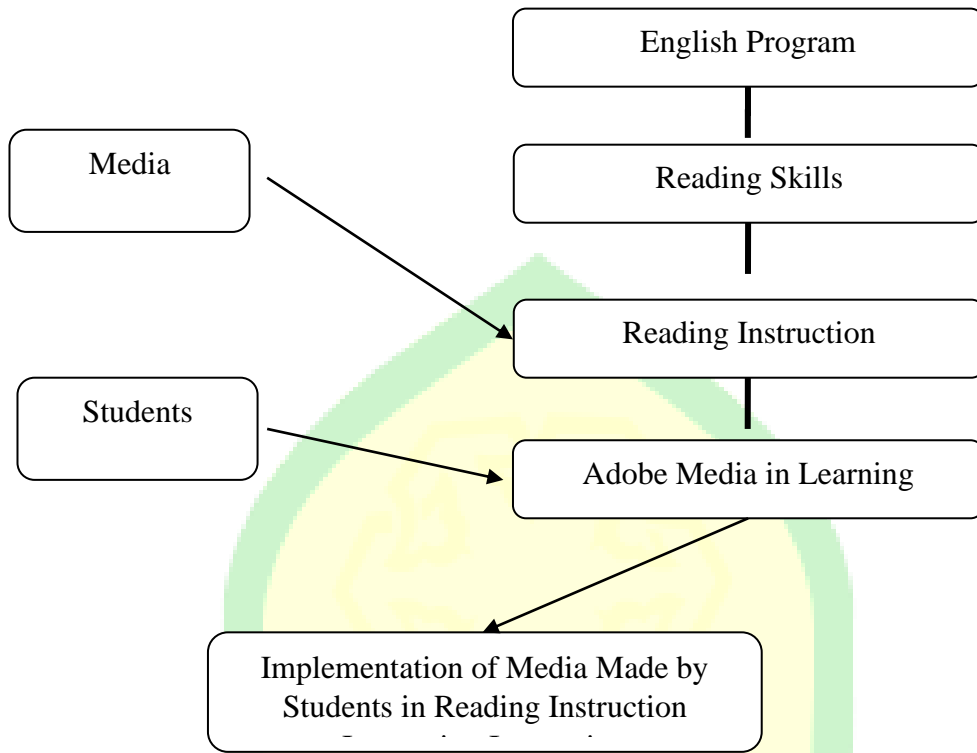 English Program
Media
Reading Skills
Reading Instruction
Students
Adobe Media in Learning
Implementation of Media Made by
Students in Reading Instruction